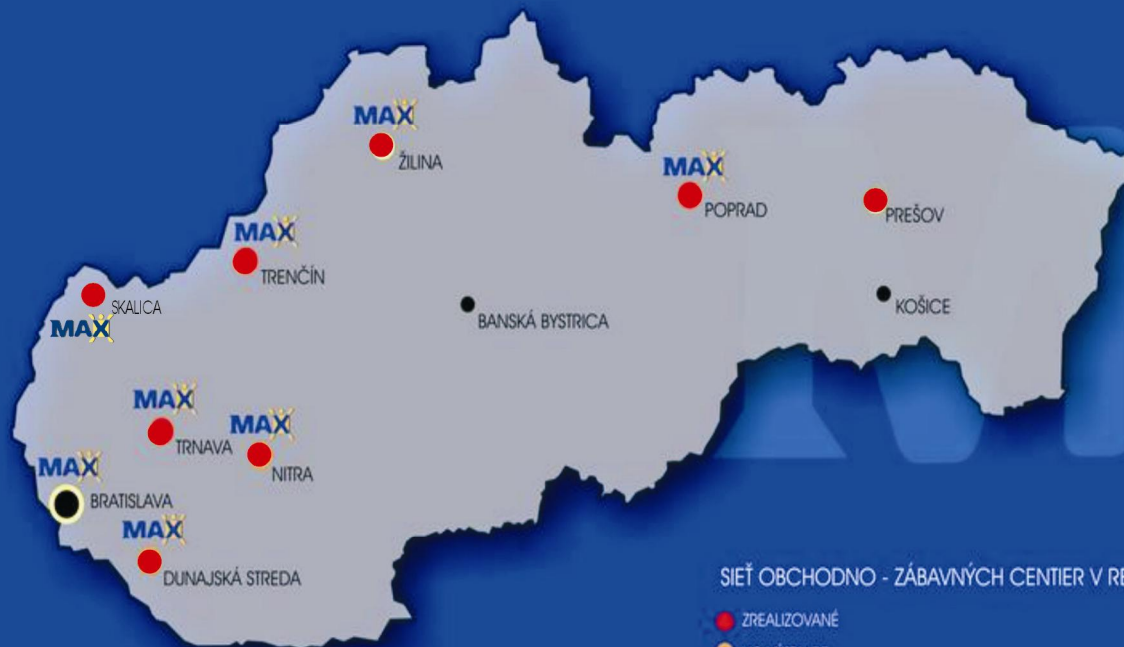 MAX
ŽILINA
MAX
POPRAD
PREŠOV
MAX
TRENČÍN
SKALICA
MAX
BANSKÁ BYSTRICA
KOŠICE
MAX
TRNAVA
MAX
NITRA
MAX
BRATISLAVA
MAX
DUNAJSKÁ STREDA
SIEŤ OBCHODNO - ZÁBAVNÝCH CENTIER V
ZREALIZOVANÉ